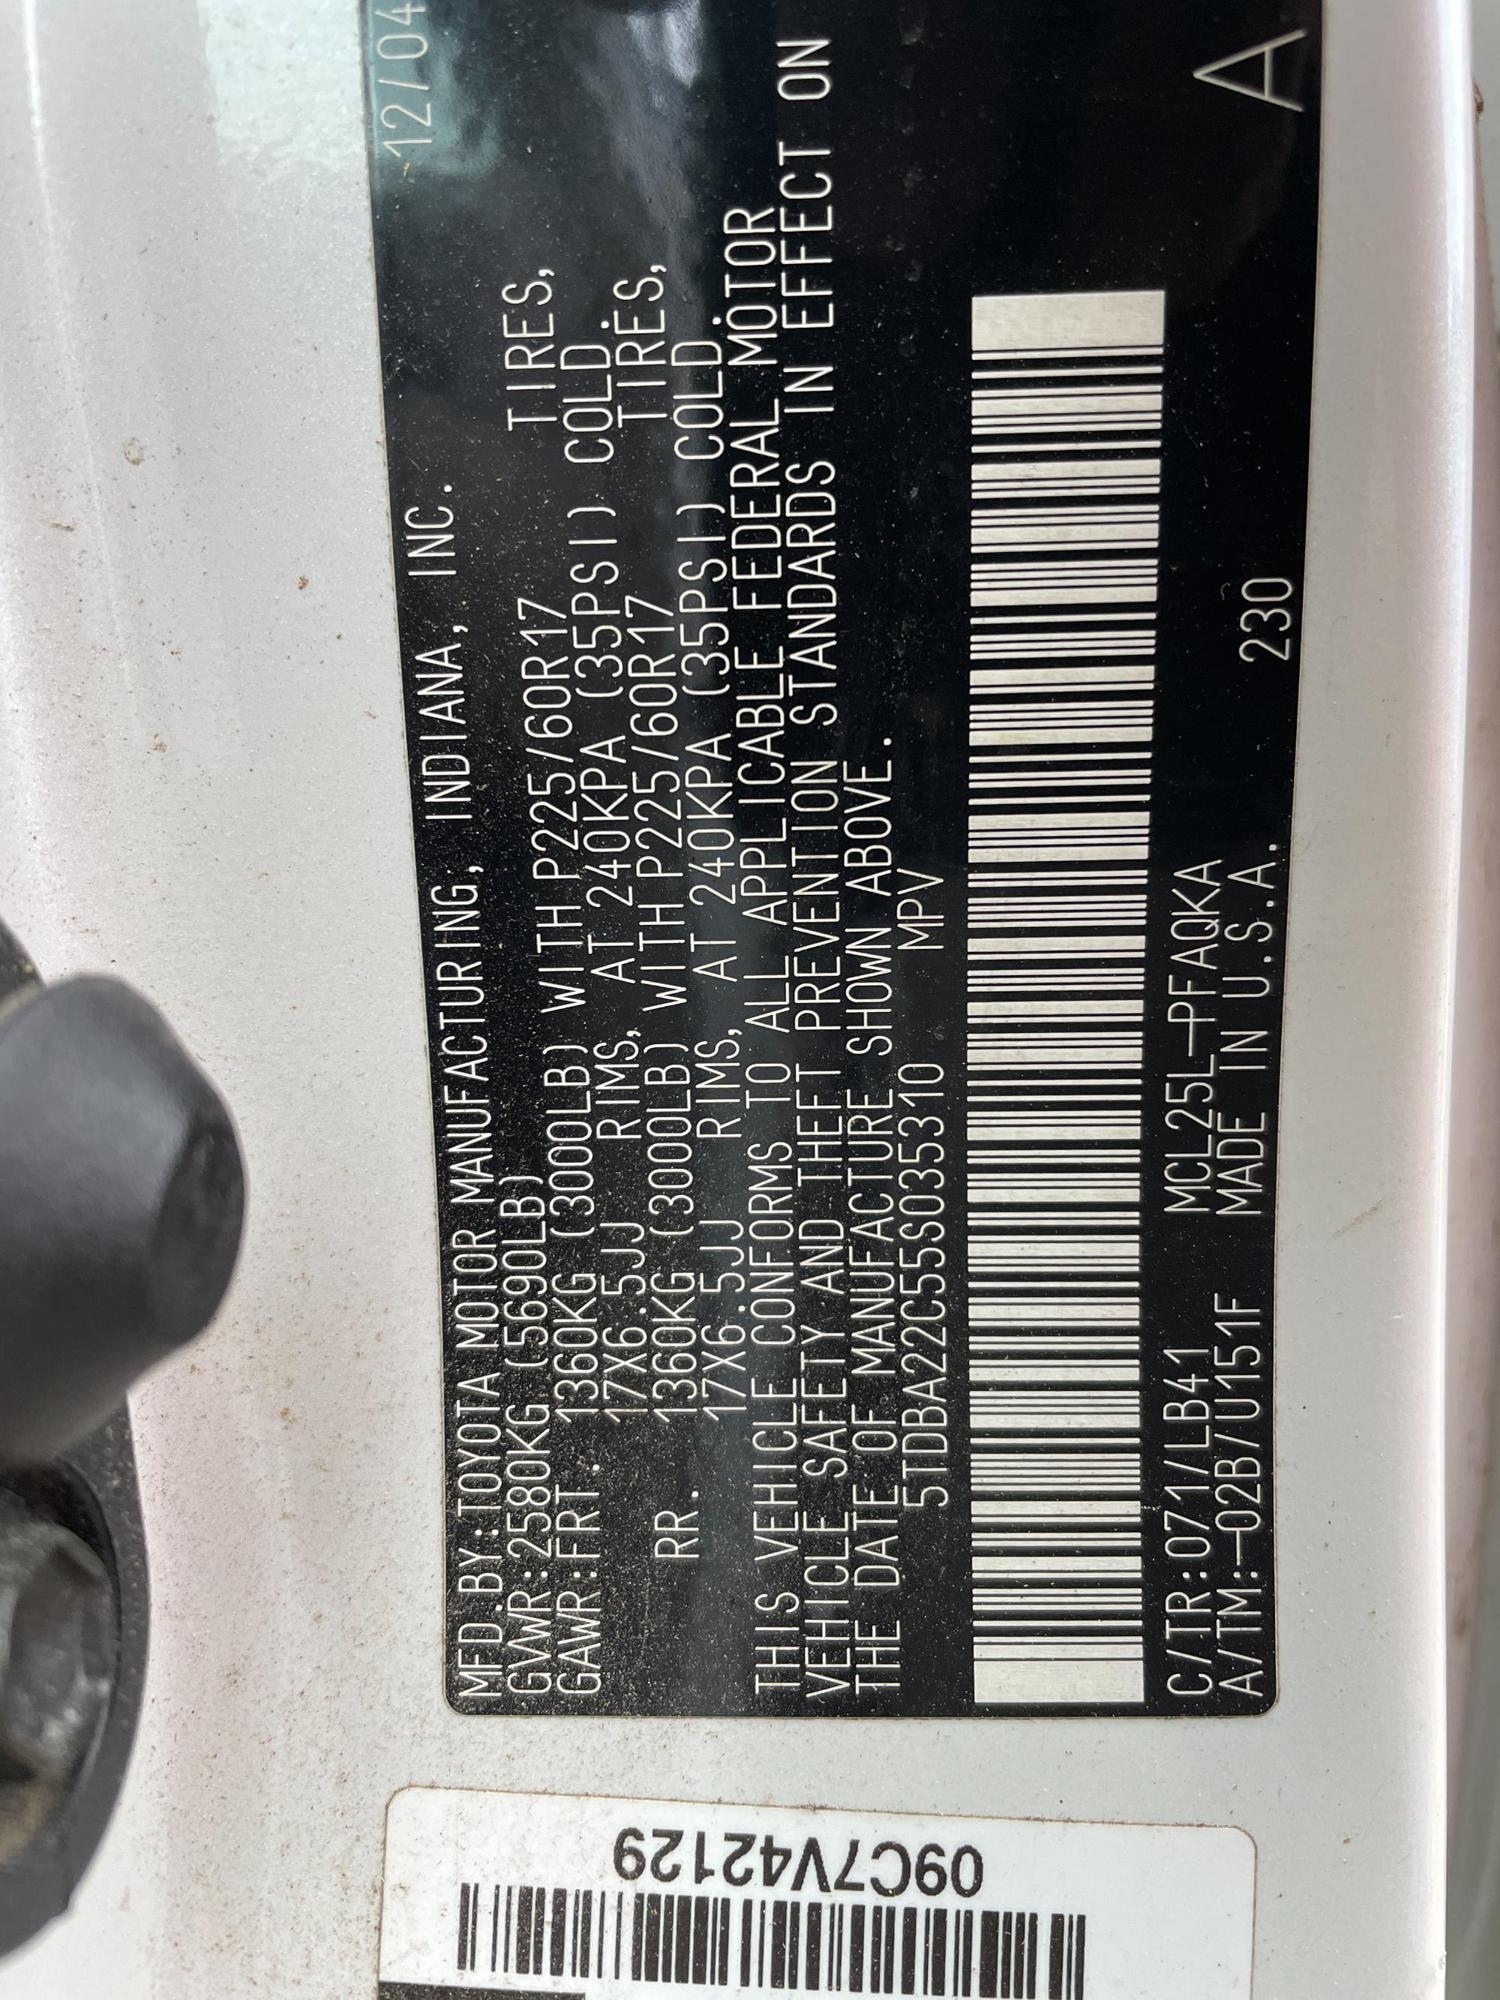 MFD.BY:TOYOTA MOTOR MANUFACTURING, INDIANA, INC. 12/04
GVWR:2580KG(5690LB)
GAWR:FRT. 1360KG (3000LB) WITH P225/60R17 TIRES,
17X6.5JJ RIMS, AT 240KPA (35PSI) COLD
RR. 1360KG (3000LB) WITH P225/60R17 TIRES,
17X6.5JJ RIMS, AT 240KPA (35PSI) COLD
THIS VEHICLE CONFORMS TO ALL APPLICABLE FEDERAL MOTOR
VEHICLE SAFETY AND THEFT PREVENTION STANDARDS IN EFFECT ON
THE DATE OF MANUFACTURE SHOWN ABOVE.
5TDBA22C55S035310 MPV
C/TR:071/LB41 MCL25L-PFAQKA
A/TM:-02B/U151F MADE IN U.S.A. 230 A
09C7V42129